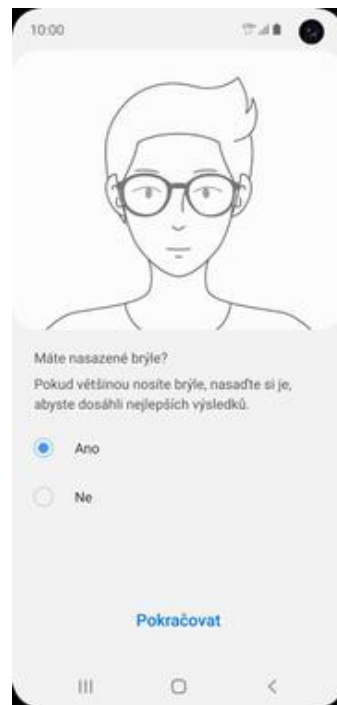 10:00
Máte nasazené brýle?
Pokud většinou nosíte brýle, nasaďte si je,
abyste dosáhli nejlepších výsledků.
Ano
Ne
Pokračovat